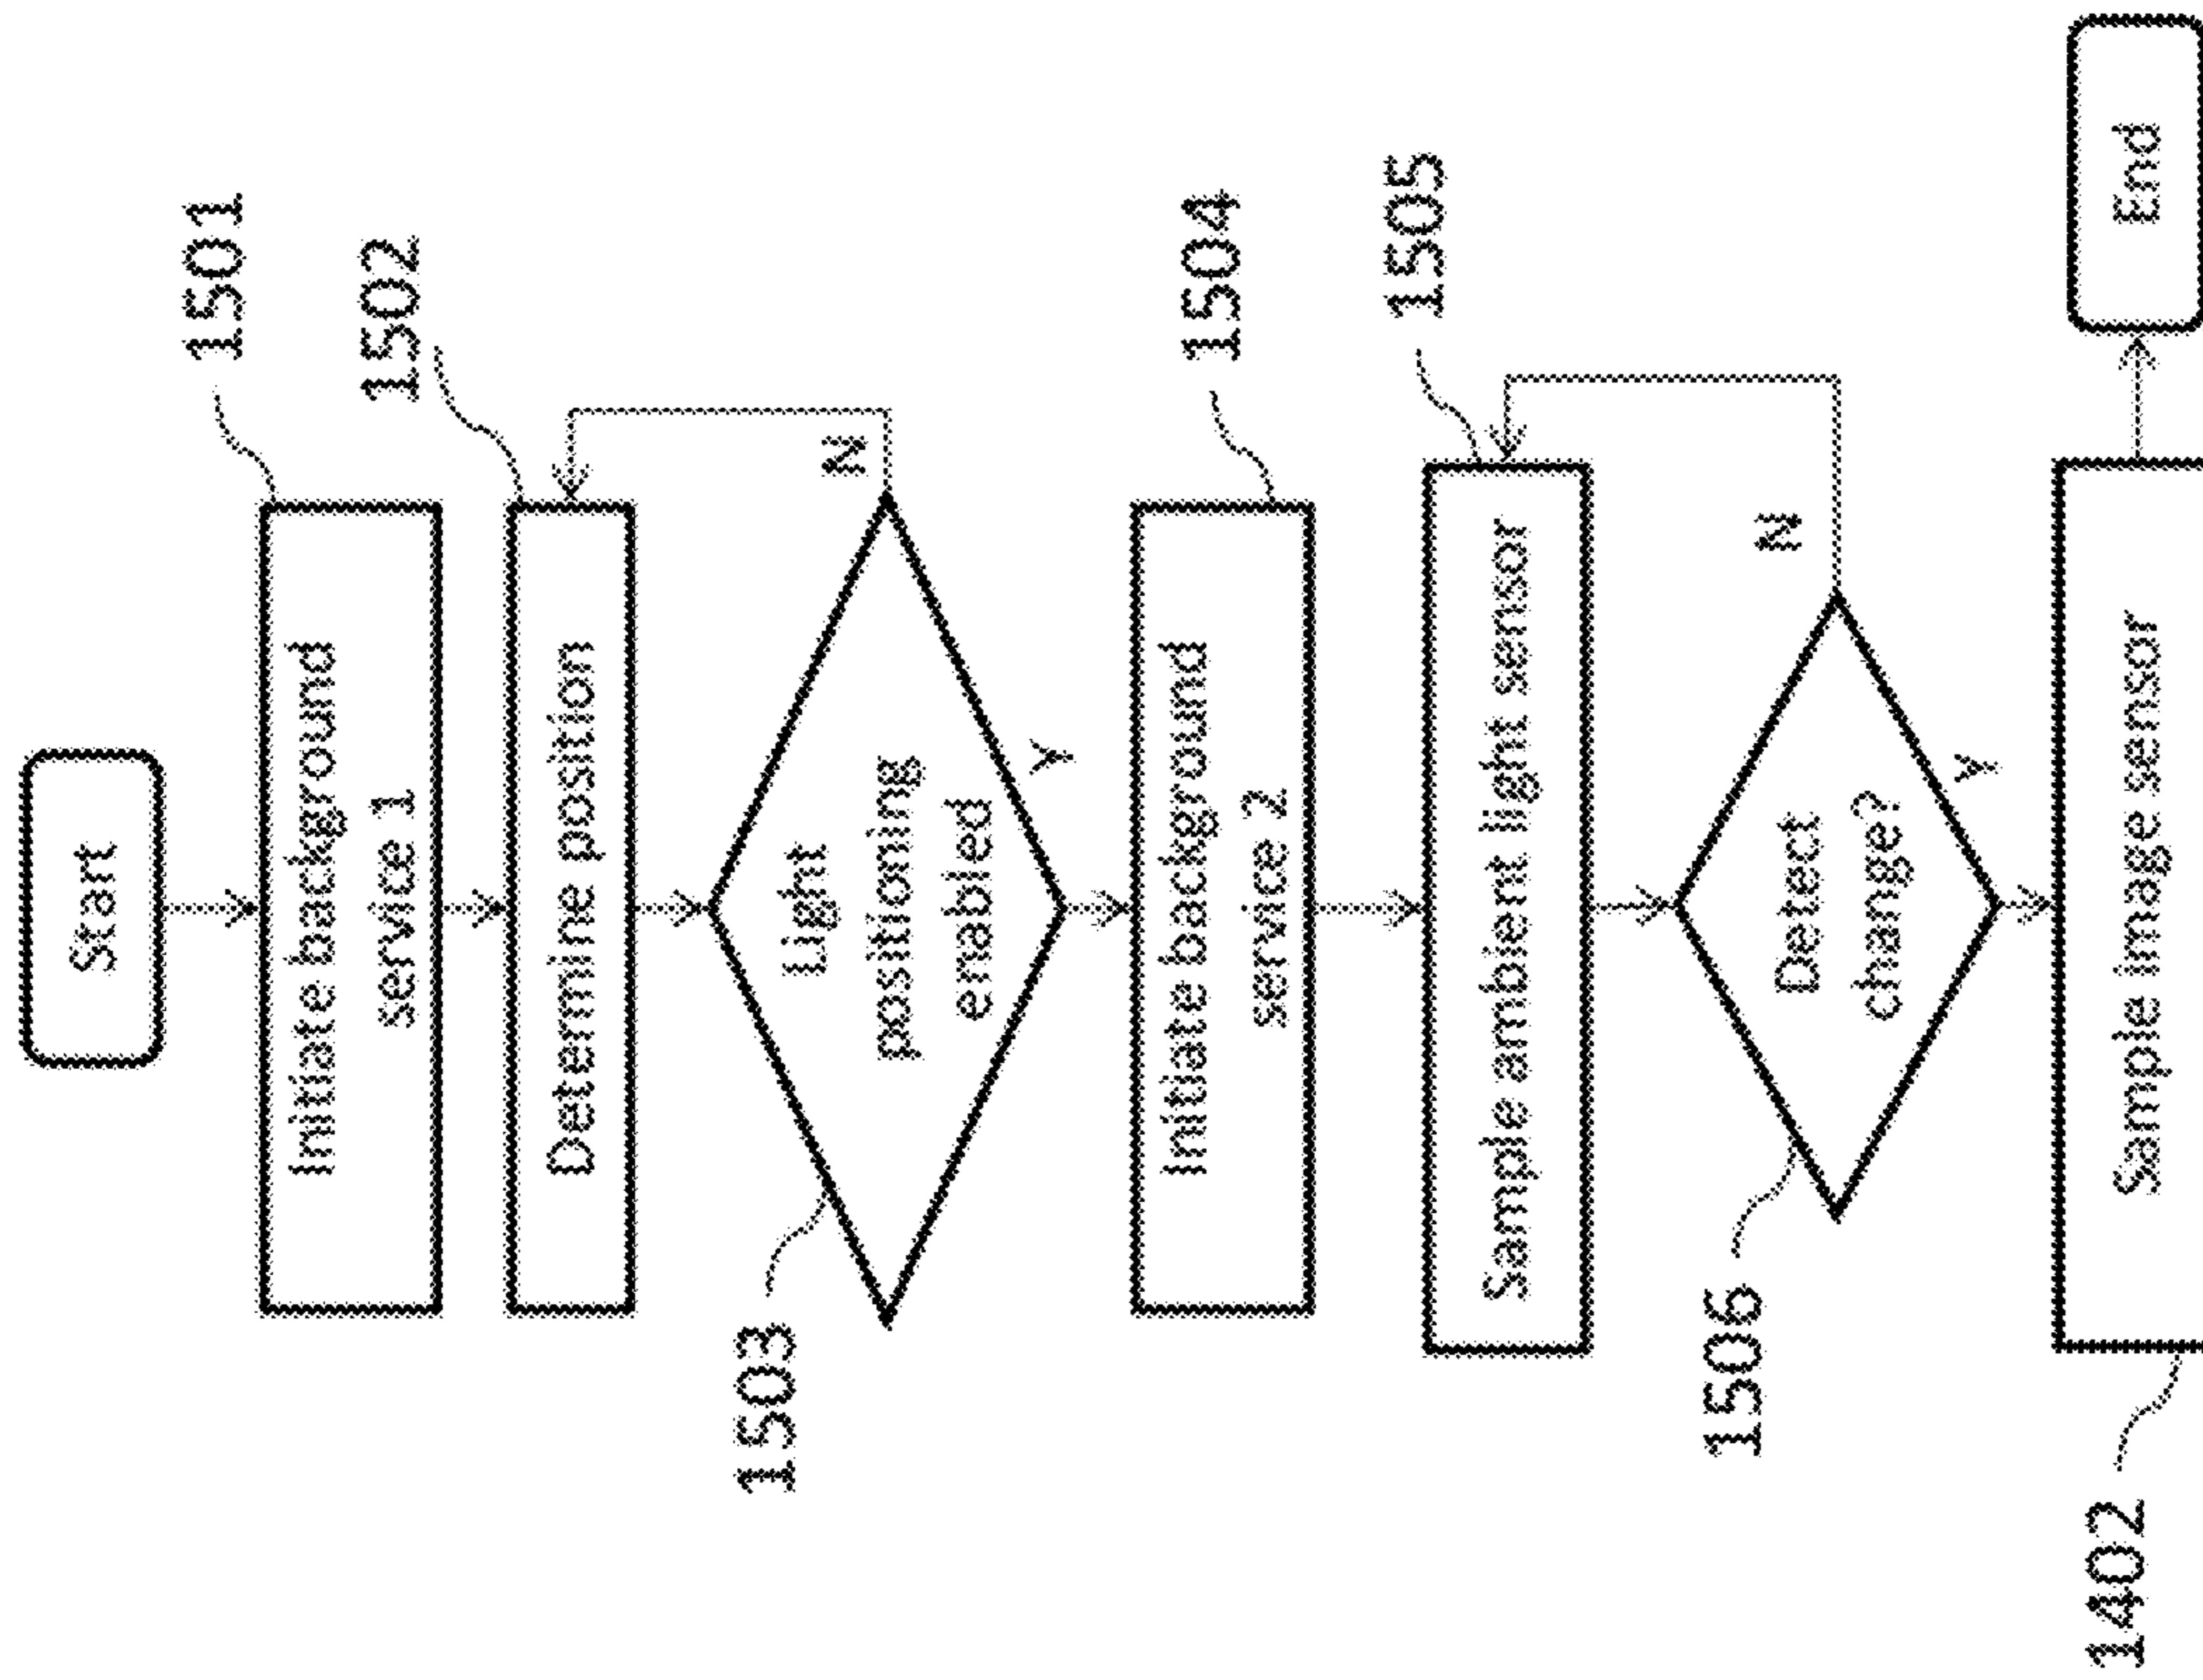 Start
1501
Initiate background
service 1
1502
Determine position
1503
Light
positioning
enabled
N
Y
1504
Initiate background
service 2
1505
Sample ambient light sensor
1506
Detect
change?
N
Y
1402
Sample image sensor
End